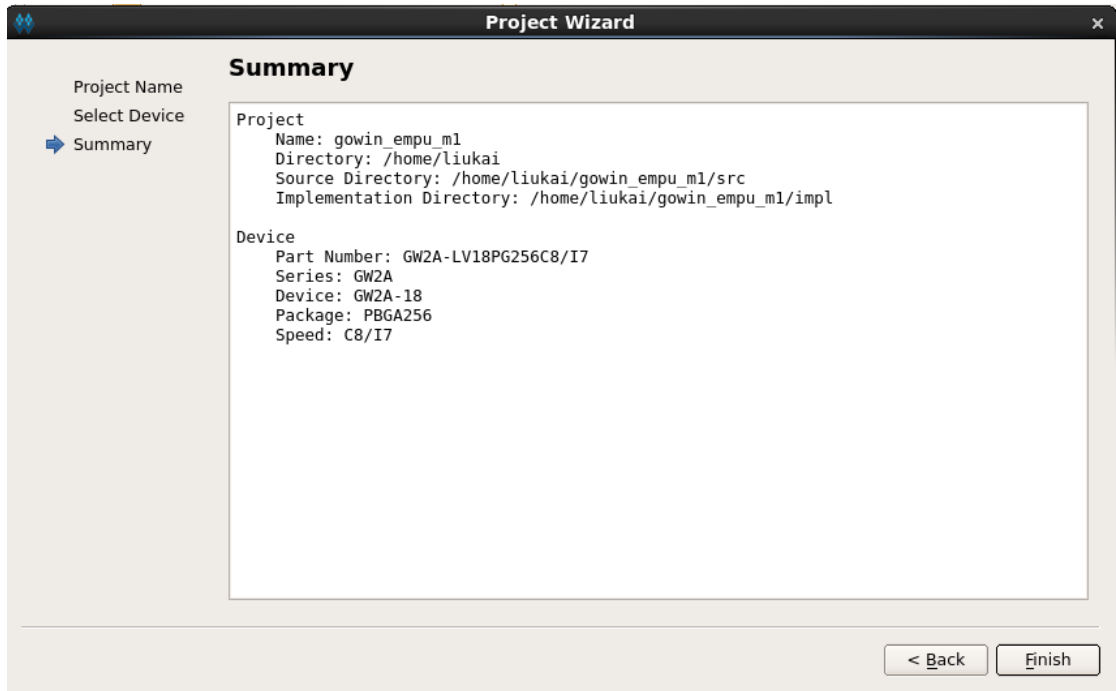 Project Wizard
×
Project Name
Select Device
Summary
Summary
Project
Name: gowin_empu_m1
Directory: /home/liukai
Source Directory: /home/liukai/gowin_empu_m1/src
Implementation Directory: /home/liukai/gowin_empu_m1/impl
Device
Part Number: GW2A-LV18PG256C8/I7
Series: GW2A
Device: GW2A-18
Package: PBGA256
Speed: C8/I7
< Back
Finish